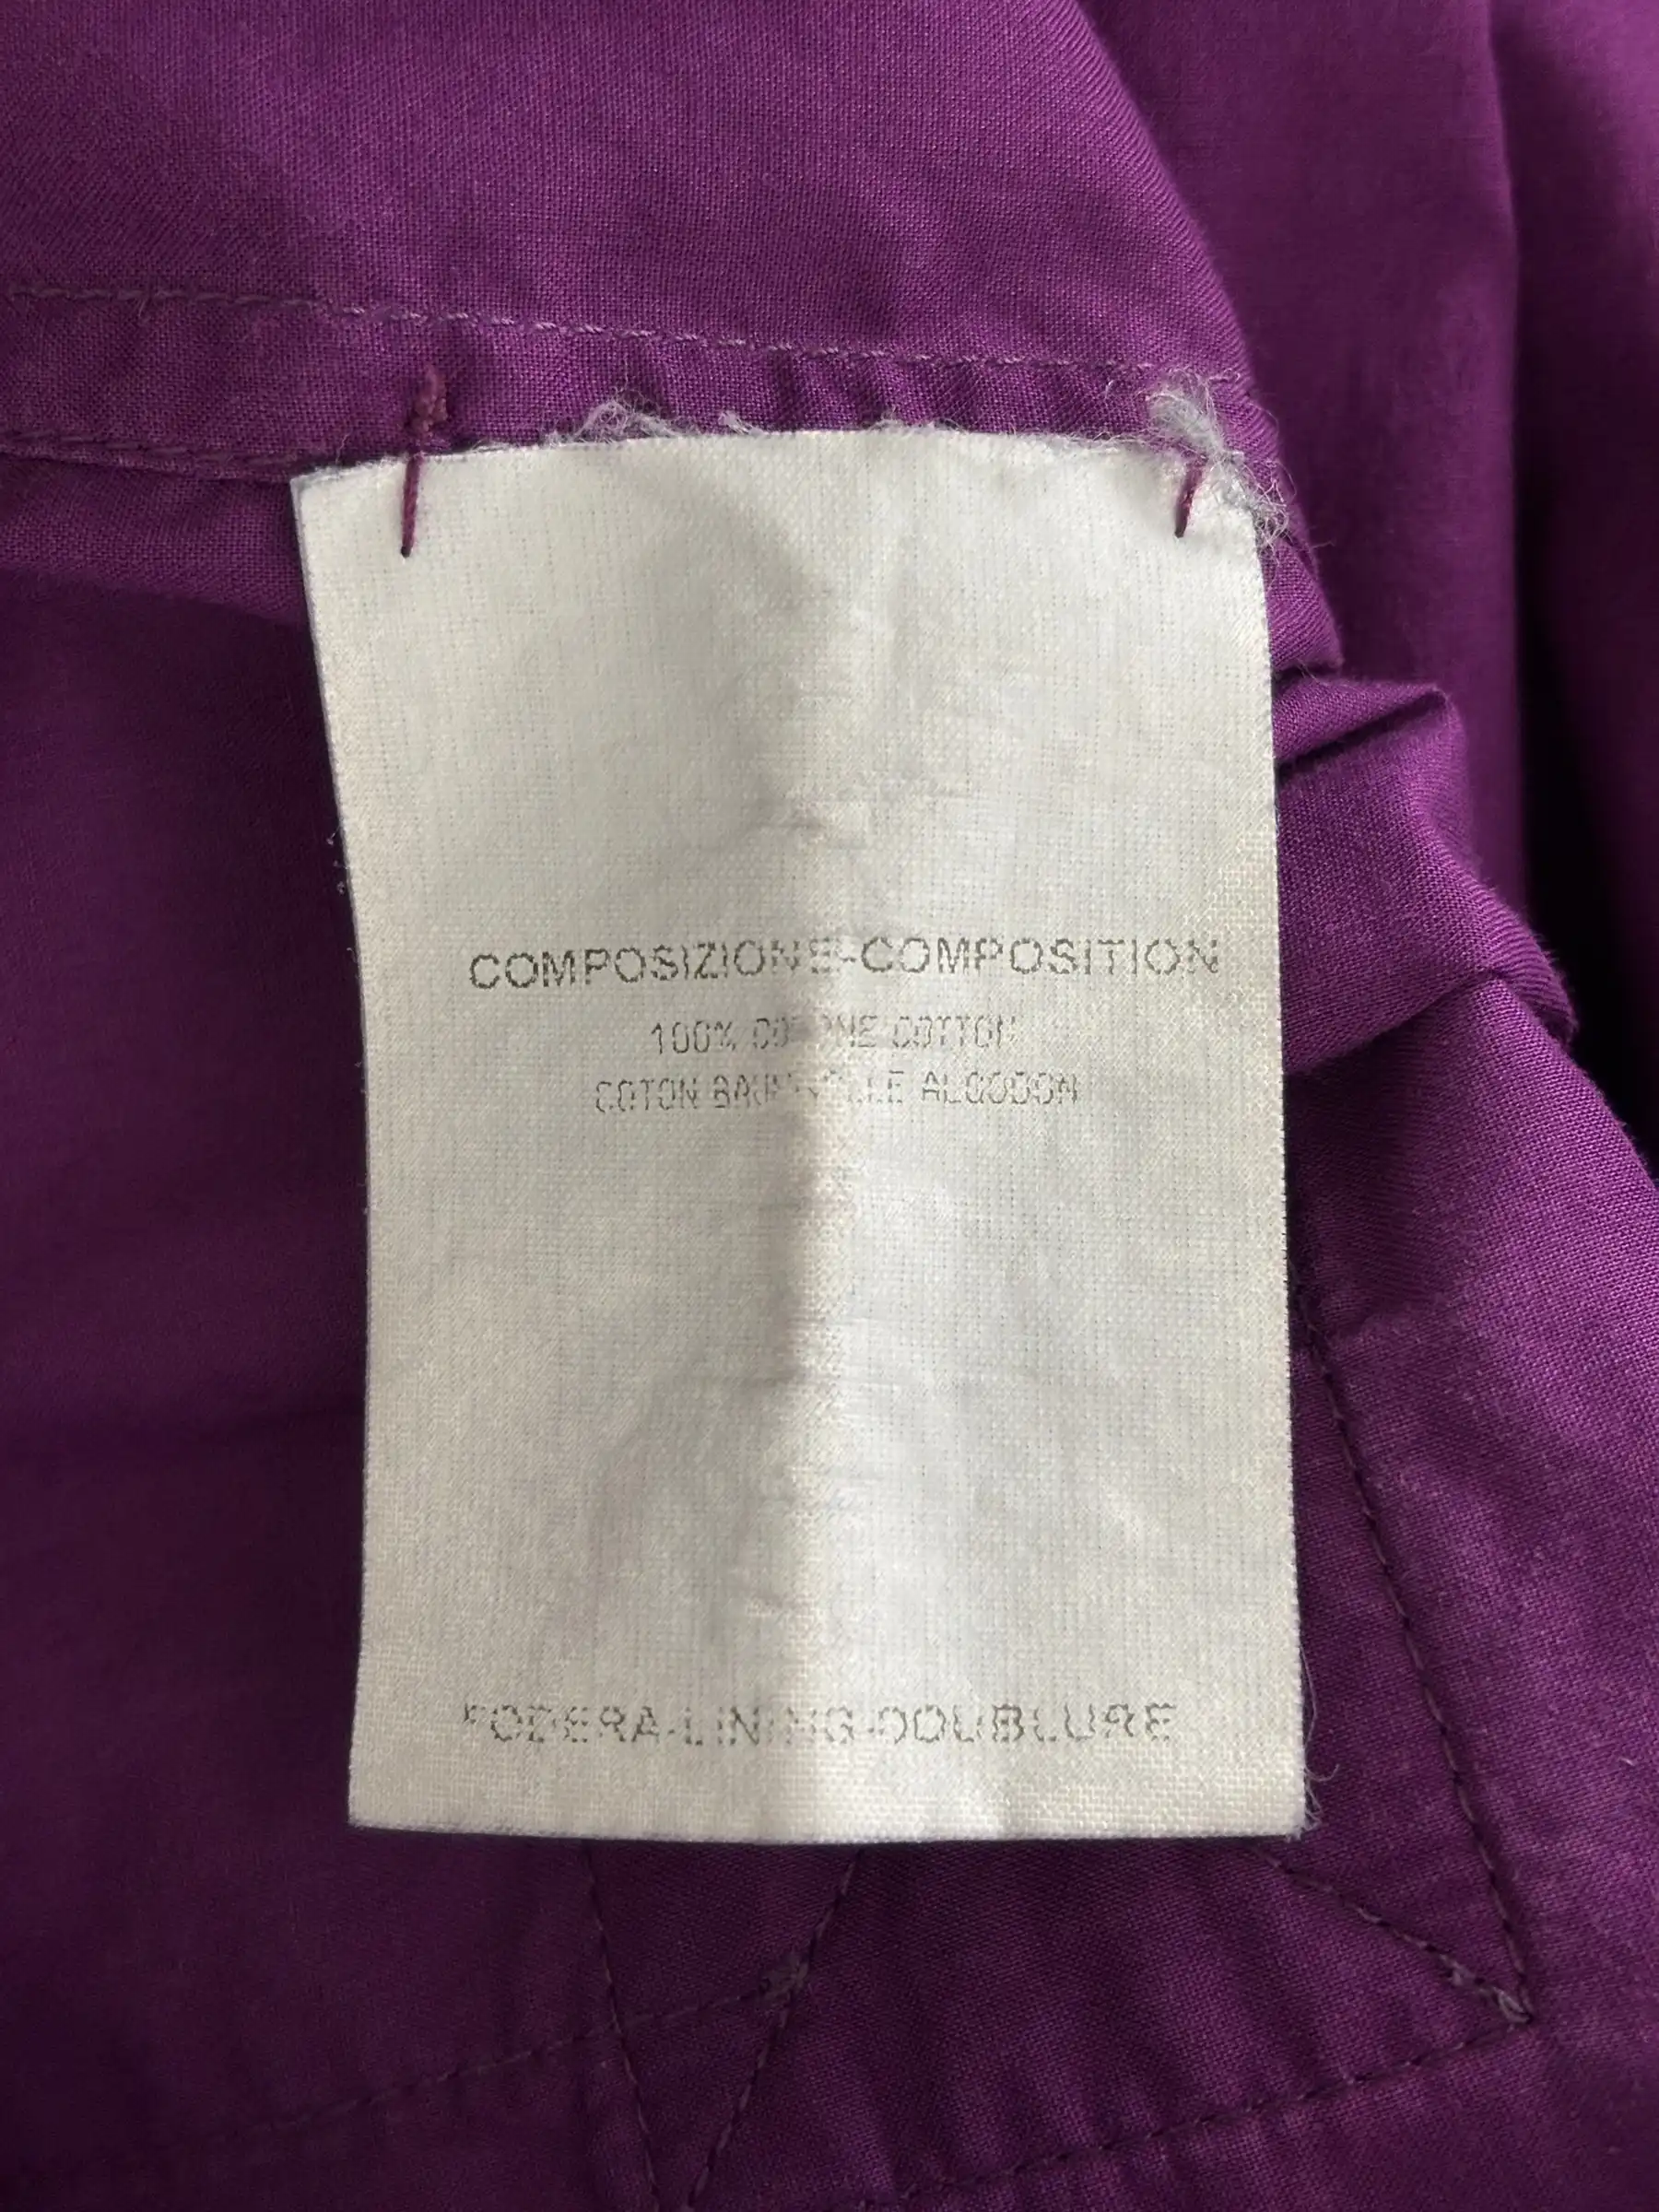 COMPOSIZIONE-COMPOSITION
100% COTONE COTTON
COTON BAUMWOLLE ALGODON
FODERA-LINING-DOUBLURE